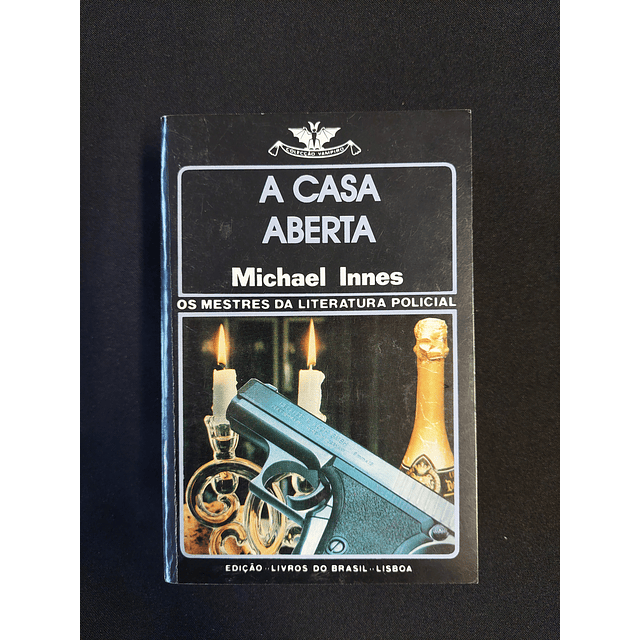 COLECÇÃO VAMPIRO
A CASA
ABERTA
Michael Innes
OS MESTRES DA LITERATURA POLICIAL
EDIÇÃO ·· LIVROS DO BRASIL ·· LISBOA